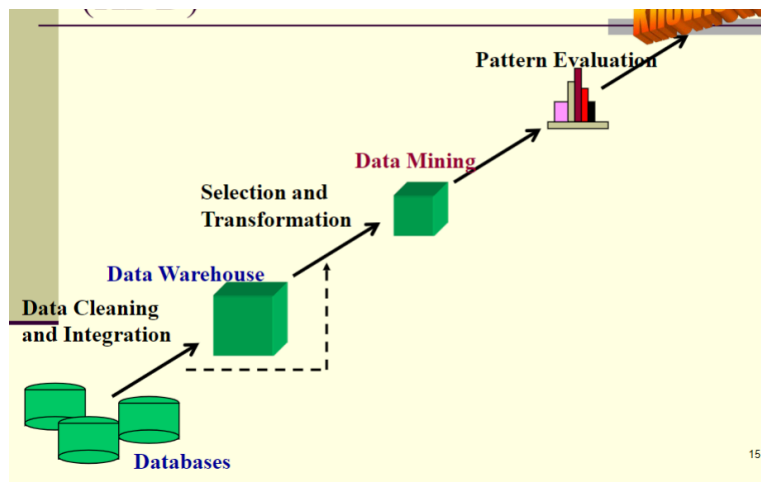 Pattern Evaluation
Data Mining
Selection and
Transformation
Data Warehouse
Data Cleaning
and Integration
Databases
15